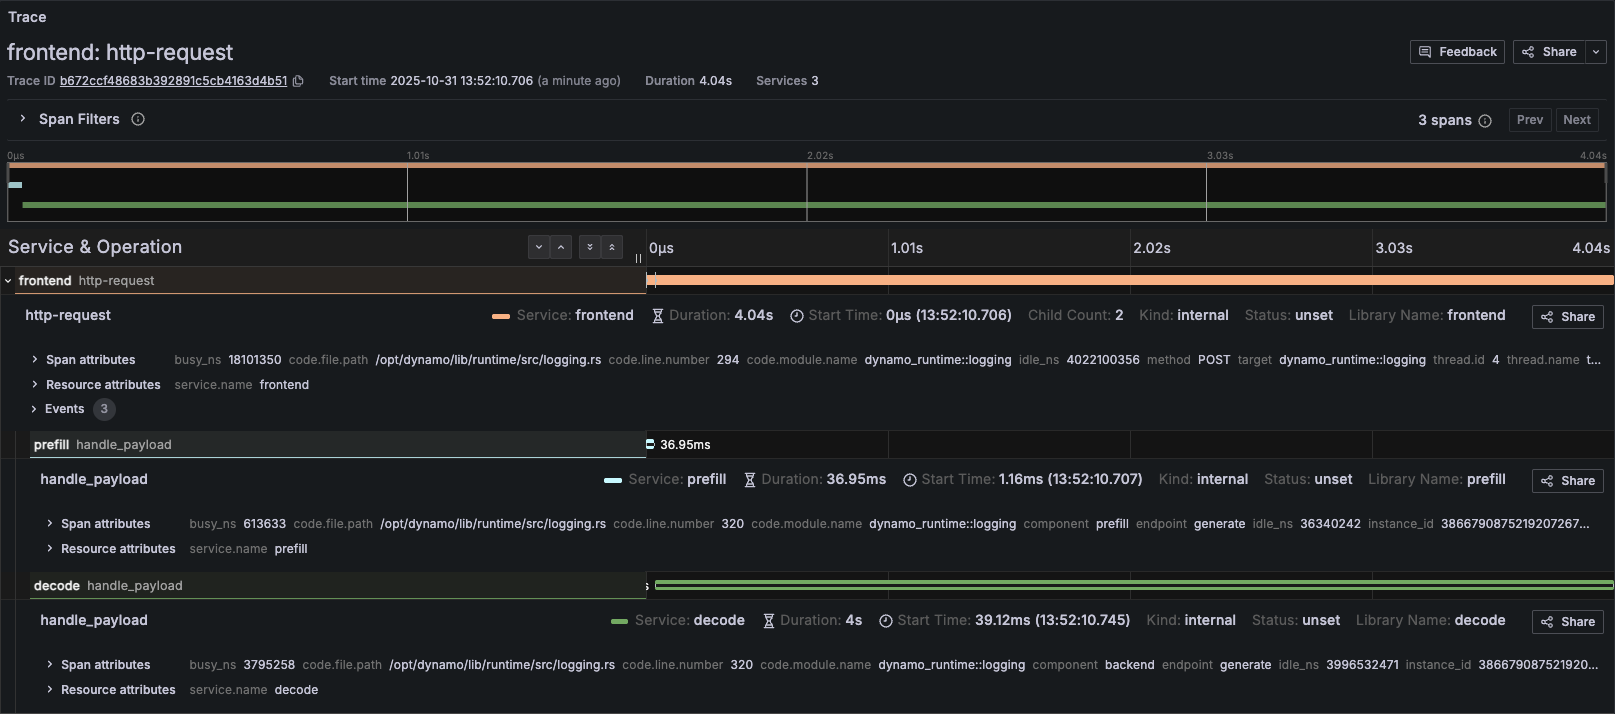 Trace
frontend: http-request
Feedback
Share
Trace ID b672ccf48683b392891c5cb4163d4b51 Start time 2025-10-31 13:52:10.706 (a minute ago) Duration 4.04s Services 3
Span Filters
3 spans
Prev
Next
0µs 1.01s 2.02s 3.03s 4.04s
Service & Operation
0µs 1.01s 2.02s 3.03s 4.04s
frontend http-request
http-request Service: frontend Duration: 4.04s Start Time: 0µs (13:52:10.706) Child Count: 2 Kind: internal Status: unset Library Name: frontend Share
Span attributes busy_ns 18101350 code.file.path /opt/dynamo/lib/runtime/src/logging.rs code.line.number 294 code.module.name dynamo_runtime::logging idle_ns 4022100356 method POST target dynamo_runtime::logging thread.id 4 thread.name t...
Resource attributes service.name frontend
Events 3
prefill handle_payload 36.95ms
handle_payload Service: prefill Duration: 36.95ms Start Time: 1.16ms (13:52:10.707) Kind: internal Status: unset Library Name: prefill Share
Span attributes busy_ns 613633 code.file.path /opt/dynamo/lib/runtime/src/logging.rs code.line.number 320 code.module.name dynamo_runtime::logging component prefill endpoint generate idle_ns 36340242 instance_id 3866790875219207267...
Resource attributes service.name prefill
decode handle_payload s
handle_payload Service: decode Duration: 4s Start Time: 39.12ms (13:52:10.745) Kind: internal Status: unset Library Name: decode Share
Span attributes busy_ns 3795258 code.file.path /opt/dynamo/lib/runtime/src/logging.rs code.line.number 320 code.module.name dynamo_runtime::logging component backend endpoint generate idle_ns 3996532471 instance_id 386679087521920...
Resource attributes service.name decode